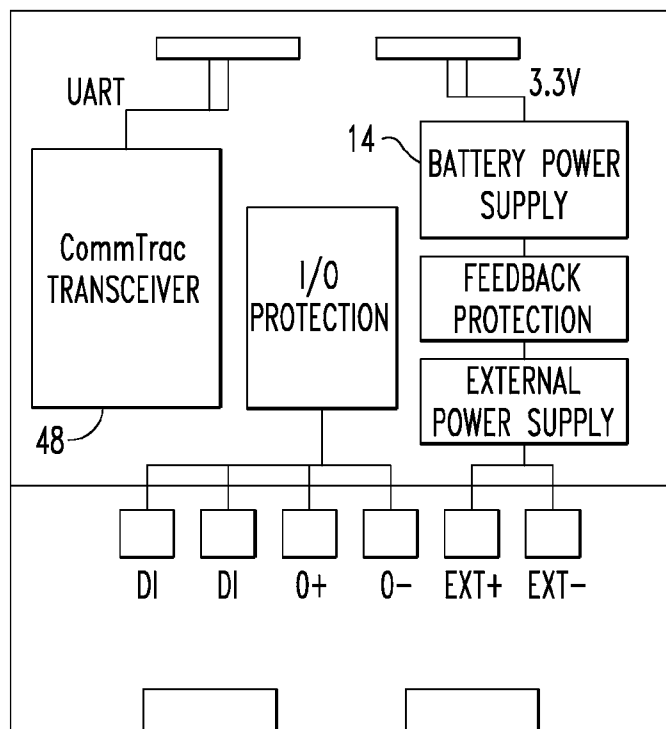 UART
3.3V
14
BATTERY POWER
SUPPLY
CommTrac
TRANSCEIVER
I/O
PROTECTION
FEEDBACK
PROTECTION
EXTERNAL
POWER SUPPLY
48
DI DI O+ O- EXT+ EXT-